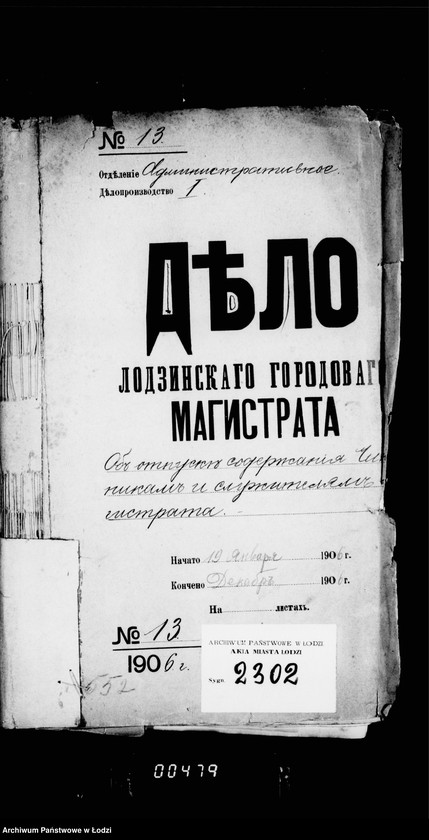 № 13.
Отдѣленіе Административное.
Дѣлопроизводство I.
ДѢЛО
ЛОДЗИНСКАГО ГОРОДОВАГ
МАГИСТРАТА
Объ отпускѣ содержанія Чи
никамъ и служителямъ
гистрата.
Начато 19 Января 1906 г.
Кончено Декабрь 1906 г.
На листахъ.
№ 13
1906 г.
ARCHIWUM PAŃSTWOWE W ŁODZI
AKTA MIASTA ŁODZI
Sygn. 2302
552
00479
Archiwum Państwowe w Łodzi